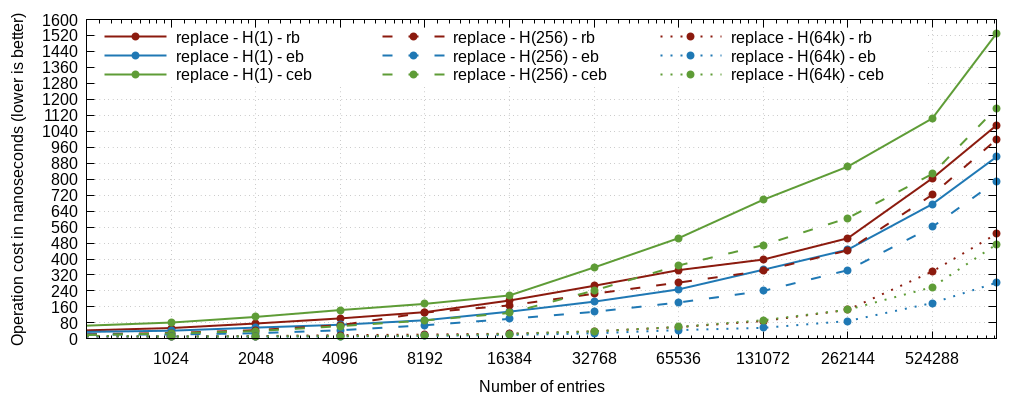 1600
1520
1440
1360
1280
1200
1120
1040
960
880
800
720
640
560
480
400
320
240
160
80
0
Operation cost in nanoseconds (lower is better)
replace - H(1) - rb
replace - H(1) - eb
replace - H(1) - ceb
replace - H(256) - rb
replace - H(256) - eb
replace - H(256) - ceb
replace - H(64k) - rb
replace - H(64k) - eb
replace - H(64k) - ceb
1024 2048 4096 8192 16384 32768 65536 131072 262144 524288
Number of entries